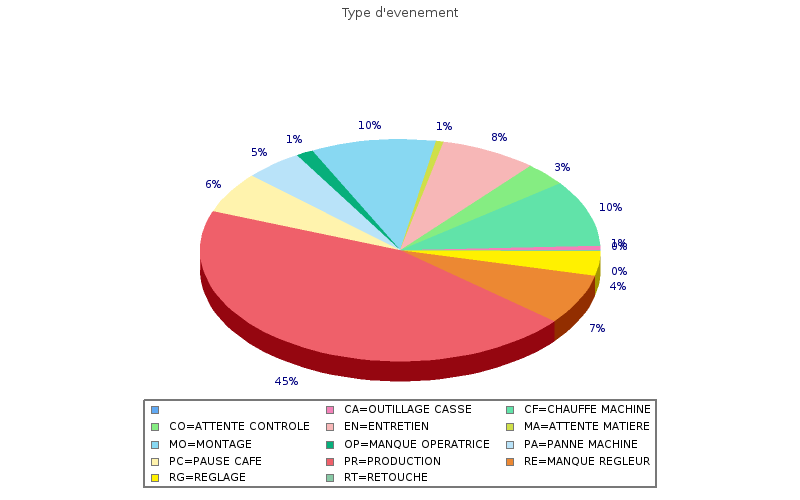 Type d'evenement
10%
1%
1%
8%
5%
3%
6%
10%
1%
0%
0%
4%
7%
45%
CA=OUTILLAGE CASSE CF=CHAUFFE MACHINE
CO=ATTENTE CONTROLE EN=ENTRETIEN MA=ATTENTE MATIERE
MO=MONTAGE OP=MANQUE OPERATRICE PA=PANNE MACHINE
PC=PAUSE CAFE PR=PRODUCTION RE=MANQUE REGLEUR
RG=REGLAGE RT=RETOUCHE